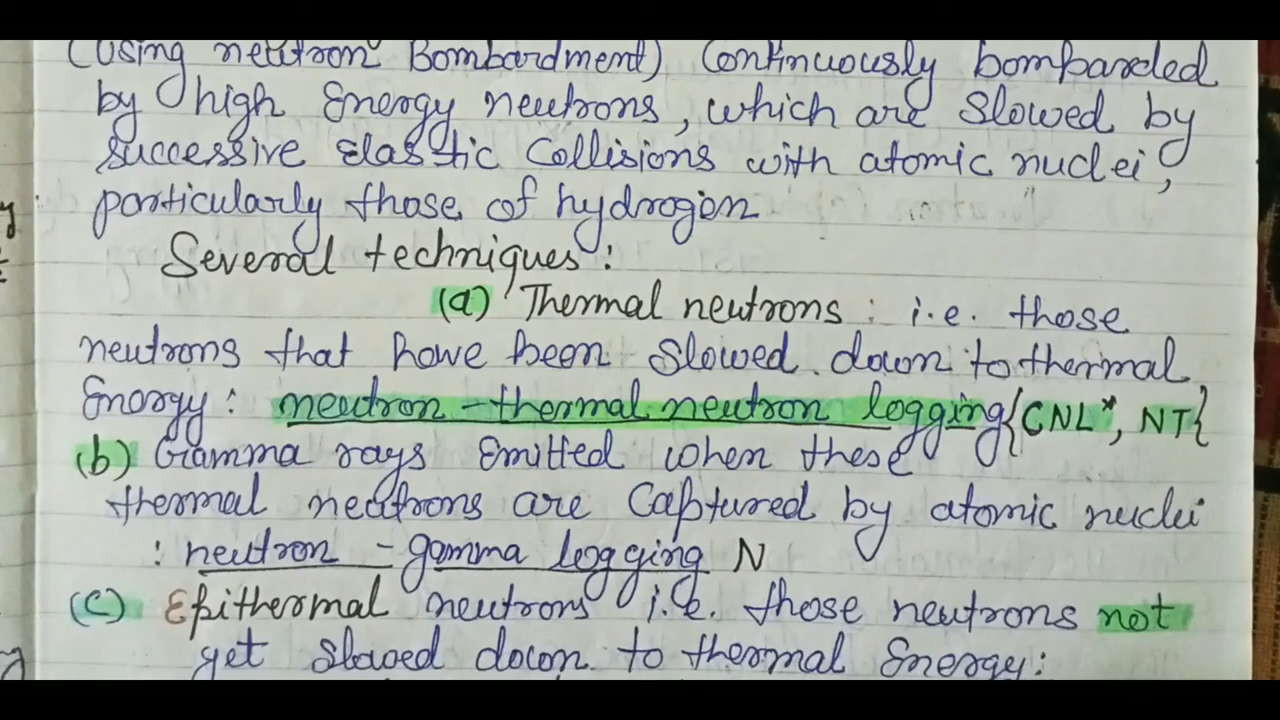 (Using neutron Bombardment) Continuously bombarded
by high Energy neutrons, which are slowed by
successive elastic collisions with atomic nuclei,
particularly those of hydrogen
Several techniques:
(a) Thermal neutrons: i.e. those
neutrons that have been slowed down to thermal
Energy: neutron-thermal neutron logging {CNL*, NT}
(b) Gamma rays Emitted when these
thermal neutrons are captured by atomic nuclei
: neutron - gamma logging N
(c) Epithermal neutrons i.e. those neutrons not
yet slowed down to thermal Energy: